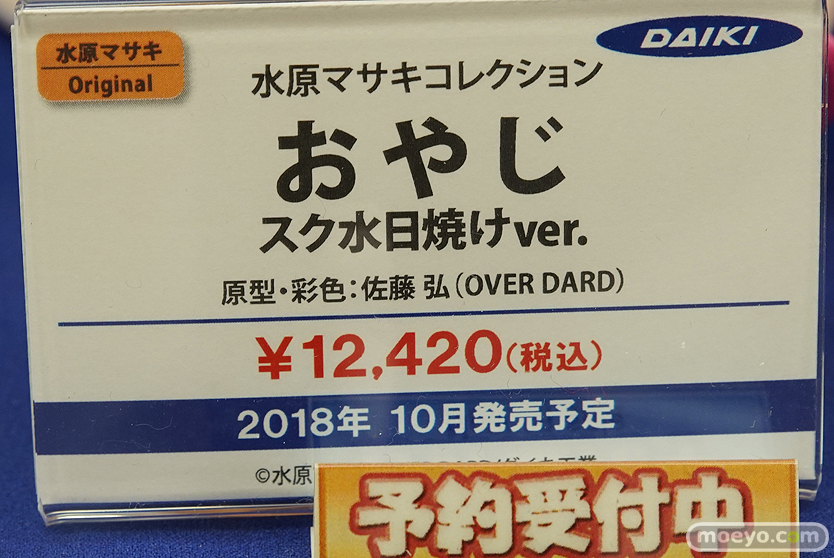 水原マサキ
Original
DAIKI
水原マサキコレクション
おやじ
スク水日焼けver.
原型・彩色：佐藤 弘（OVER DARD）
¥12,420(税込)
2018年 10月発売予定
©水原
予約受付中
moeyo.com